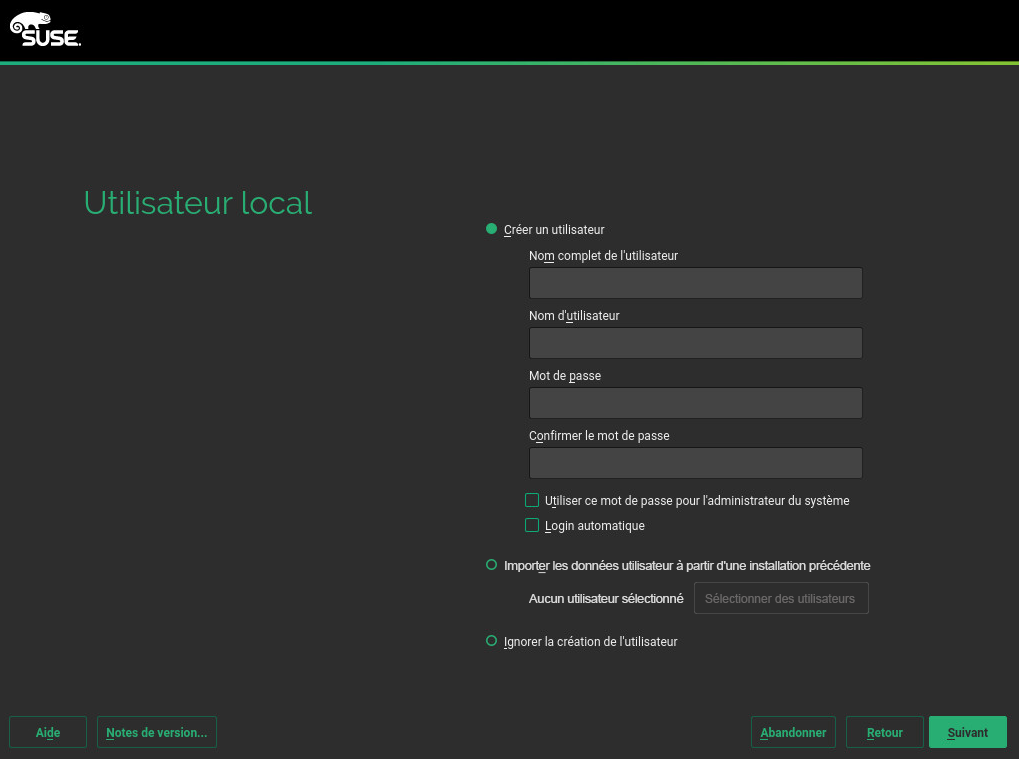 SUSE.
Utilisateur local
Créer un utilisateur
Nom complet de l'utilisateur
Nom d'utilisateur
Mot de passe
Confirmer le mot de passe
Utiliser ce mot de passe pour l'administrateur du système
Login automatique
Importer les données utilisateur à partir d'une installation précédente
Aucun utilisateur sélectionné Sélectionner des utilisateurs
Ignorer la création de l'utilisateur
Aide Notes de version... Abandonner Retour Suivant